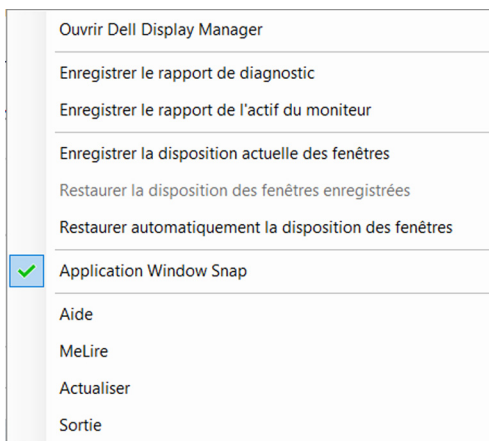 Ouvrir Dell Display Manager
Enregistrer le rapport de diagnostic
Enregistrer le rapport de l'actif du moniteur
Enregistrer la disposition actuelle des fenêtres
Restaurer la disposition des fenêtres enregistrées
Restaurer automatiquement la disposition des fenêtres
Application Window Snap
Aide
MeLire
Actualiser
Sortie